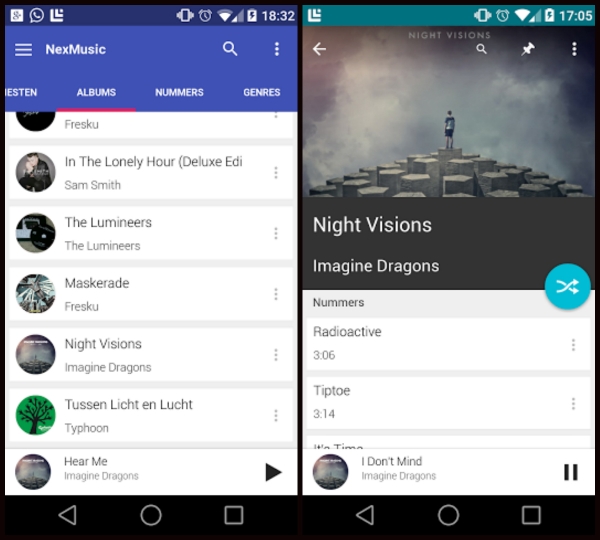 18:32
NexMusic
IESTEN ALBUMS NUMMERS GENRES
Fresku
In The Lonely Hour (Deluxe Edi
Sam Smith
The Lumineers
The Lumineers
Maskerade
Fresku
Night Visions
Imagine Dragons
Tussen Licht en Lucht
Typhoon
Hear Me
Imagine Dragons
17:05
NIGHT VISIONS
Night Visions
Imagine Dragons
Nummers
Radioactive
3:06
Tiptoe
3:14
It's Time
I Don't Mind
Imagine Dragons